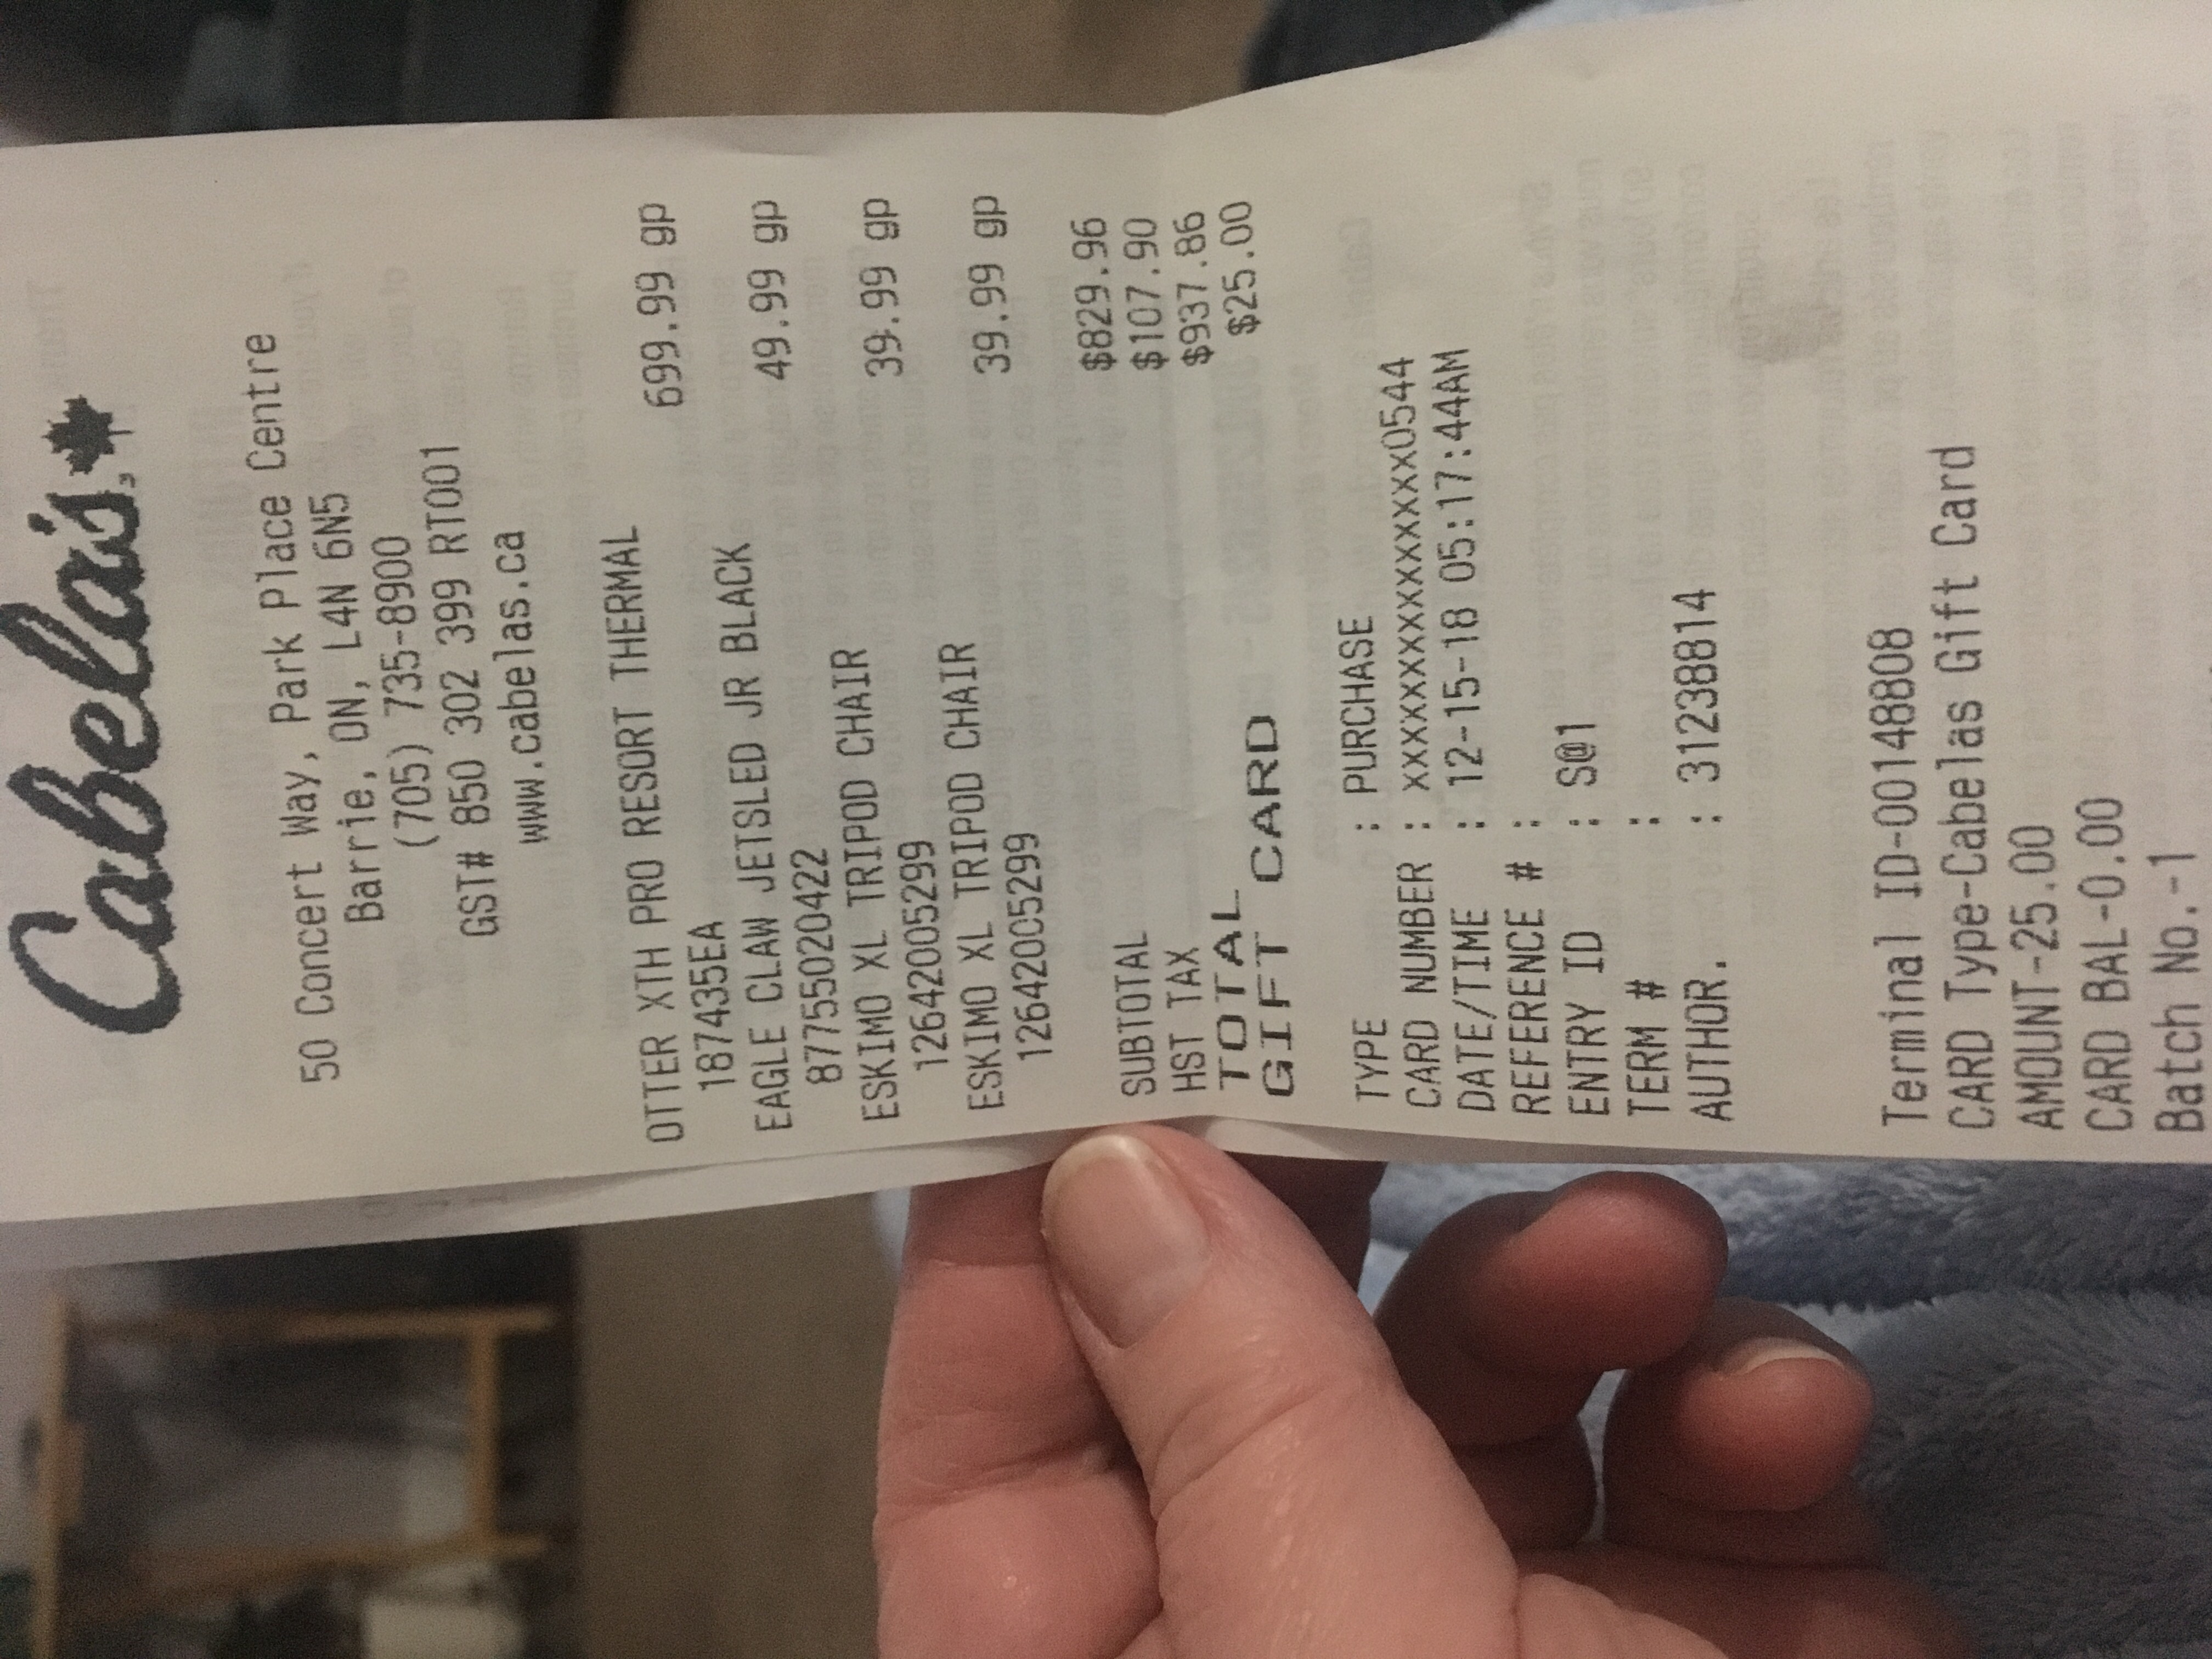 Cabela's
50 Concert Way, Park Place Centre
Barrie, ON, L4N 6N5
(705) 735-8900
GST# 850 302 399 RT001
www.cabelas.ca
OTTER XTH PRO RESORT THERMAL 699.99 gp
187435EA
EAGLE CLAW JETSLED JR BLACK 49.99 gp
87755020422
ESKIMO XL TRIPOD CHAIR 39.99 gp
12642005299
ESKIMO XL TRIPOD CHAIR 39.99 gp
12642005299
SUBTOTAL $829.96
HST TAX $107.90
TOTAL $937.86
GIFT CARD $25.00
TYPE : PURCHASE
CARD NUMBER : xxxxxxxxxxxxxxx0544
DATE/TIME : 12-15-18 05:17:44AM
REFERENCE # :
ENTRY ID : S@1
TERM # :
AUTHOR. : 31238814
Terminal ID-00148808
CARD Type-Cabelas Gift Card
AMOUNT-25.00
CARD BAL-0.00
Batch No.-1